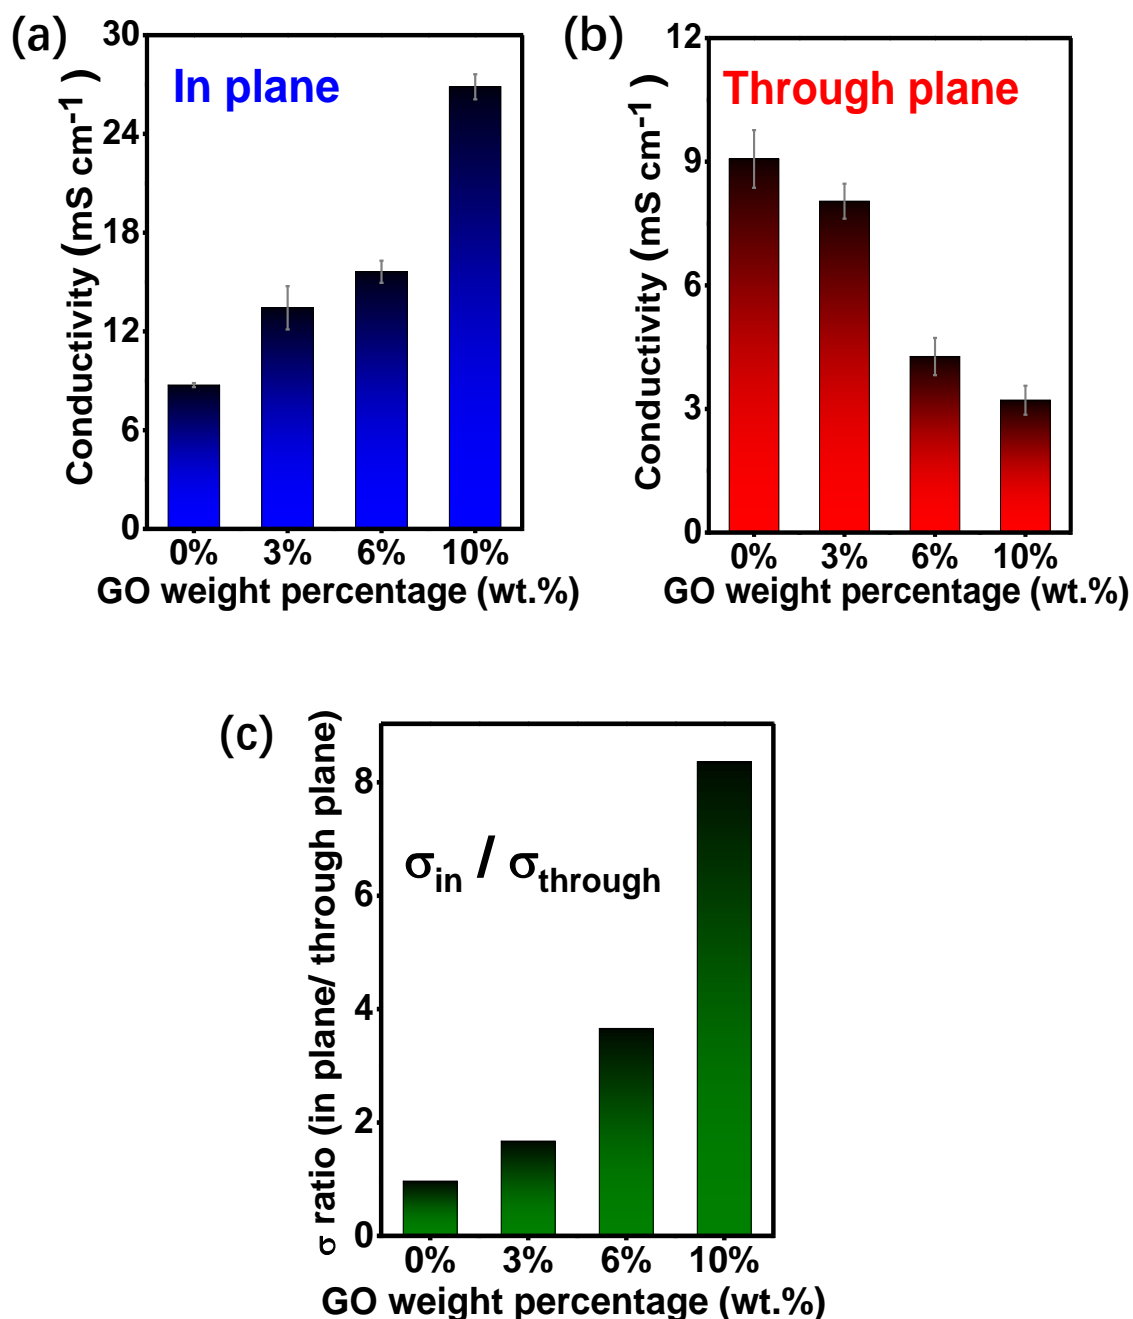 (a)
30
24
18
12
6
0
Conductivity (mS cm-1 )
In plane
0% 3% 6% 10%
GO weight percentage (wt.%)
(b)
12
9
6
3
0
Conductivity (mS cm-1 )
Through plane
0% 3% 6% 10%
GO weight percentage (wt.%)
(c)
8
6
4
2
0
σ ratio (in plane/ through plane)
σin / σthrough
0% 3% 6% 10%
GO weight percentage (wt.%)